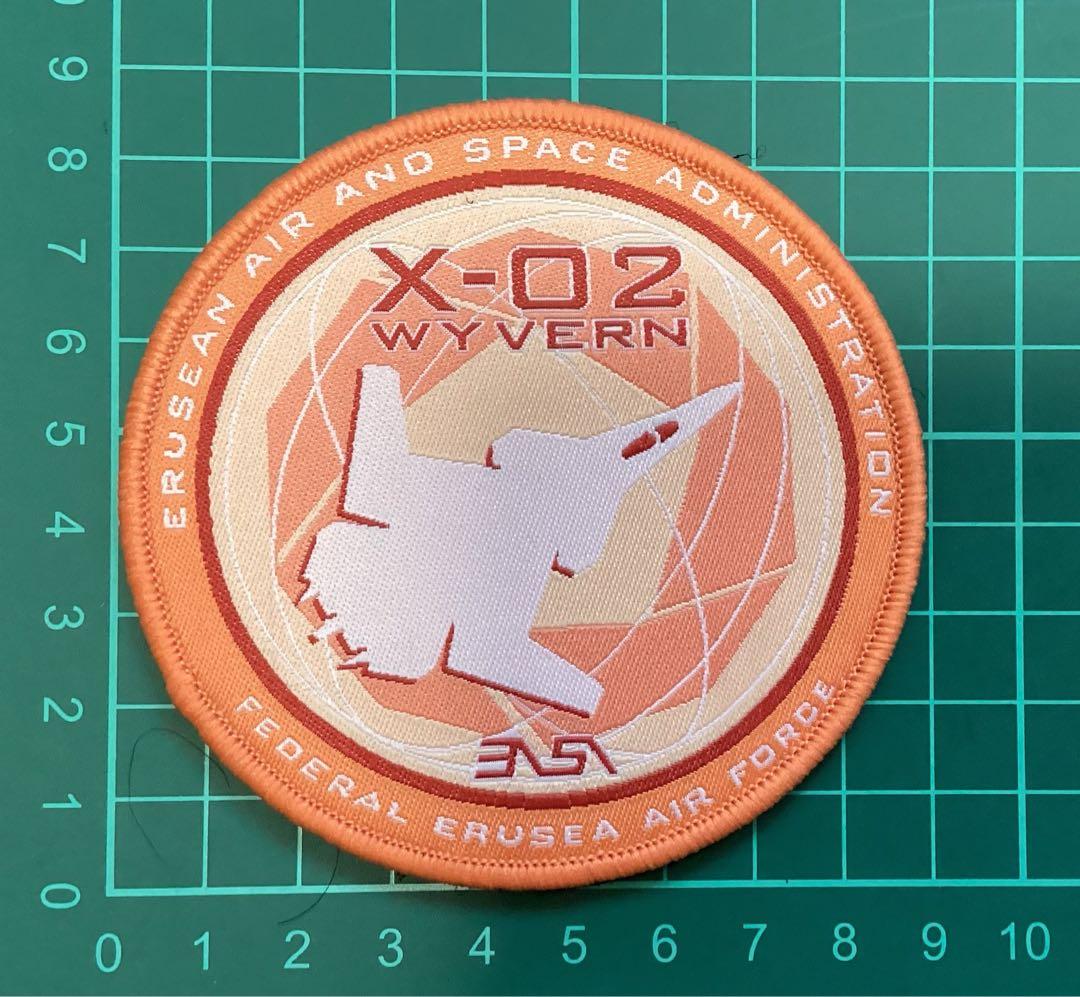 ERUSEAN AIR AND SPACE ADMINISTRATION
X-02
WYVERN
EASA
FEDERAL ERUSEA AIR FORCE
9
8
7
6
5
4
3
2
1
0
0 1 2 3 4 5 6 7 8 9 10